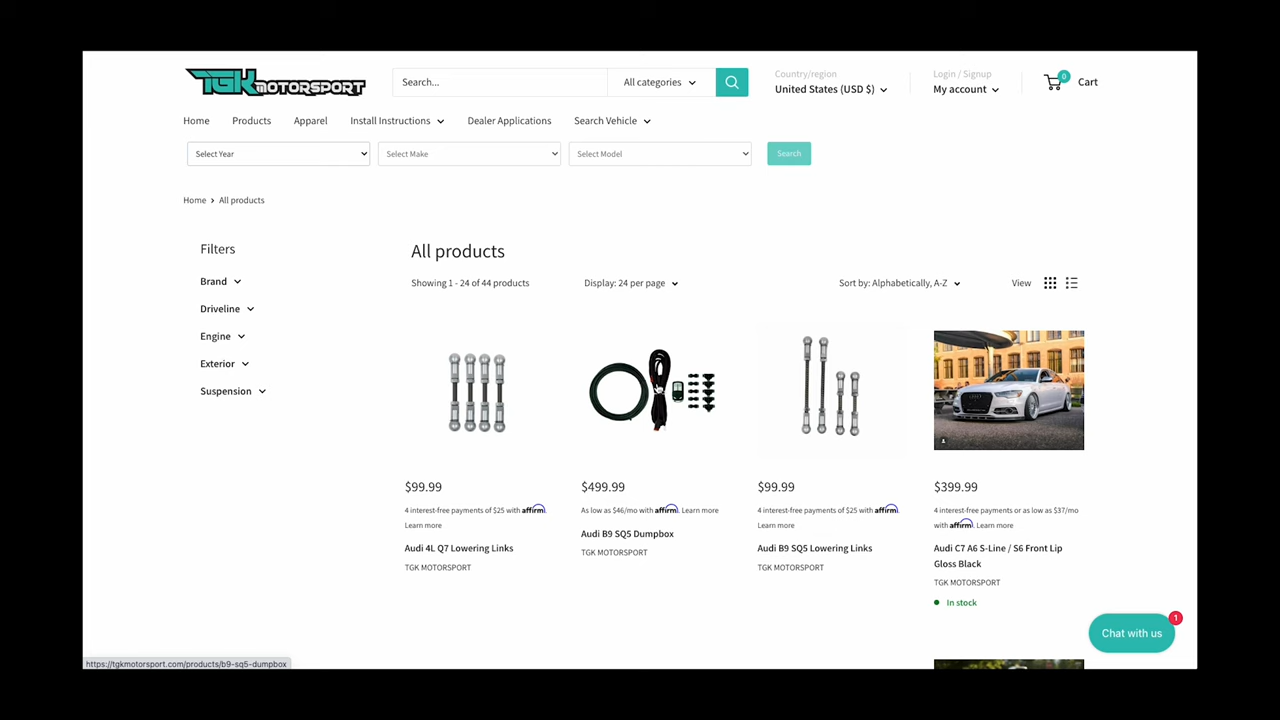 TGK MOTORSPORT
Search...
All categories
Country/region
United States (USD $)
Login / Signup
My account
0
Cart
Home
Products
Apparel
Install Instructions
Dealer Applications
Search Vehicle
Select Year
Select Make
Select Model
Search
Home
All products
Filters
Brand
Driveline
Engine
Exterior
Suspension
All products
Showing 1 - 24 of 44 products
Display: 24 per page
Sort by: Alphabetically, A-Z
View
$99.99
4 interest-free payments of $25 with affirm.
Learn more
Audi 4L Q7 Lowering Links
TGK MOTORSPORT
$499.99
As low as $46/mo with affirm. Learn more
Audi B9 SQ5 Dumpbox
TGK MOTORSPORT
$99.99
4 interest-free payments of $25 with affirm.
Learn more
Audi B9 SQ5 Lowering Links
TGK MOTORSPORT
$399.99
4 interest-free payments or as low as $37/mo
with affirm. Learn more
Audi C7 A6 S-Line / S6 Front Lip
Gloss Black
TGK MOTORSPORT
In stock
1
Chat with us
https://tgkmotorsport.com/products/b9-sq5-dumpbox